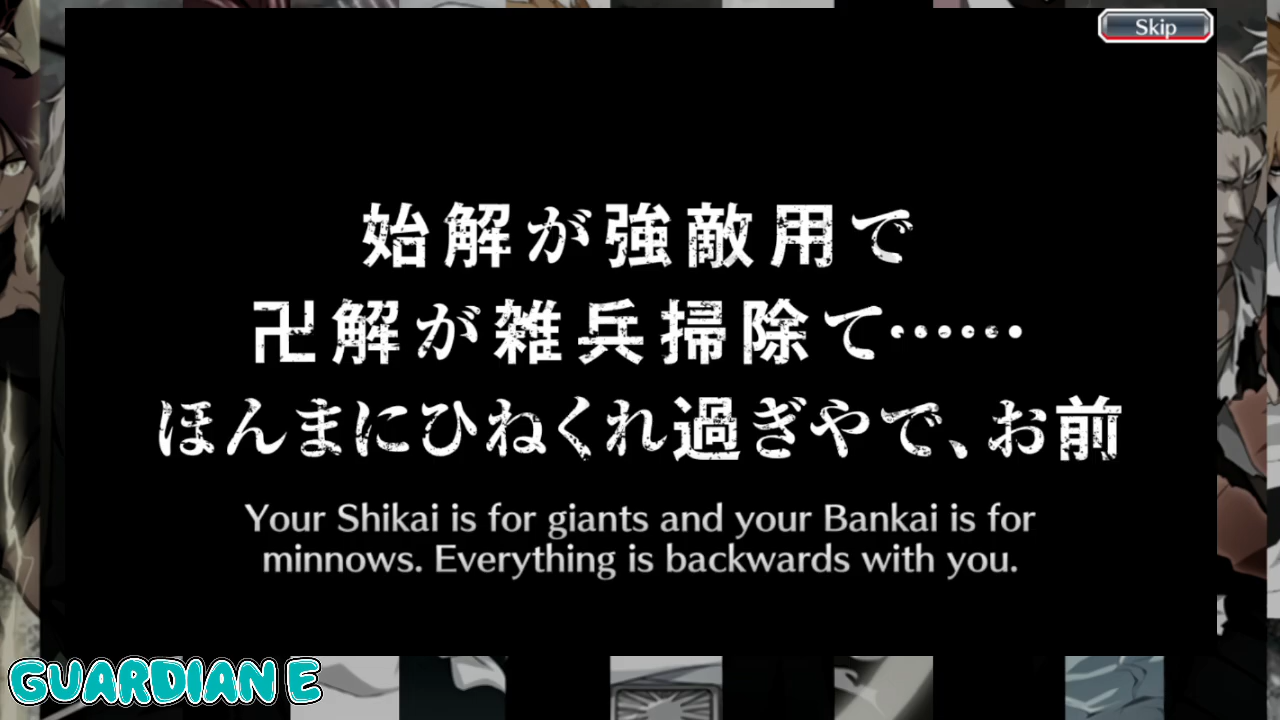 Skip
始解が強敵用で
卍解が雑兵掃除て……
ほんまにひねくれ過ぎやで、お前
Your Shikai is for giants and your Bankai is for
minnows. Everything is backwards with you.
GUARDIAN E